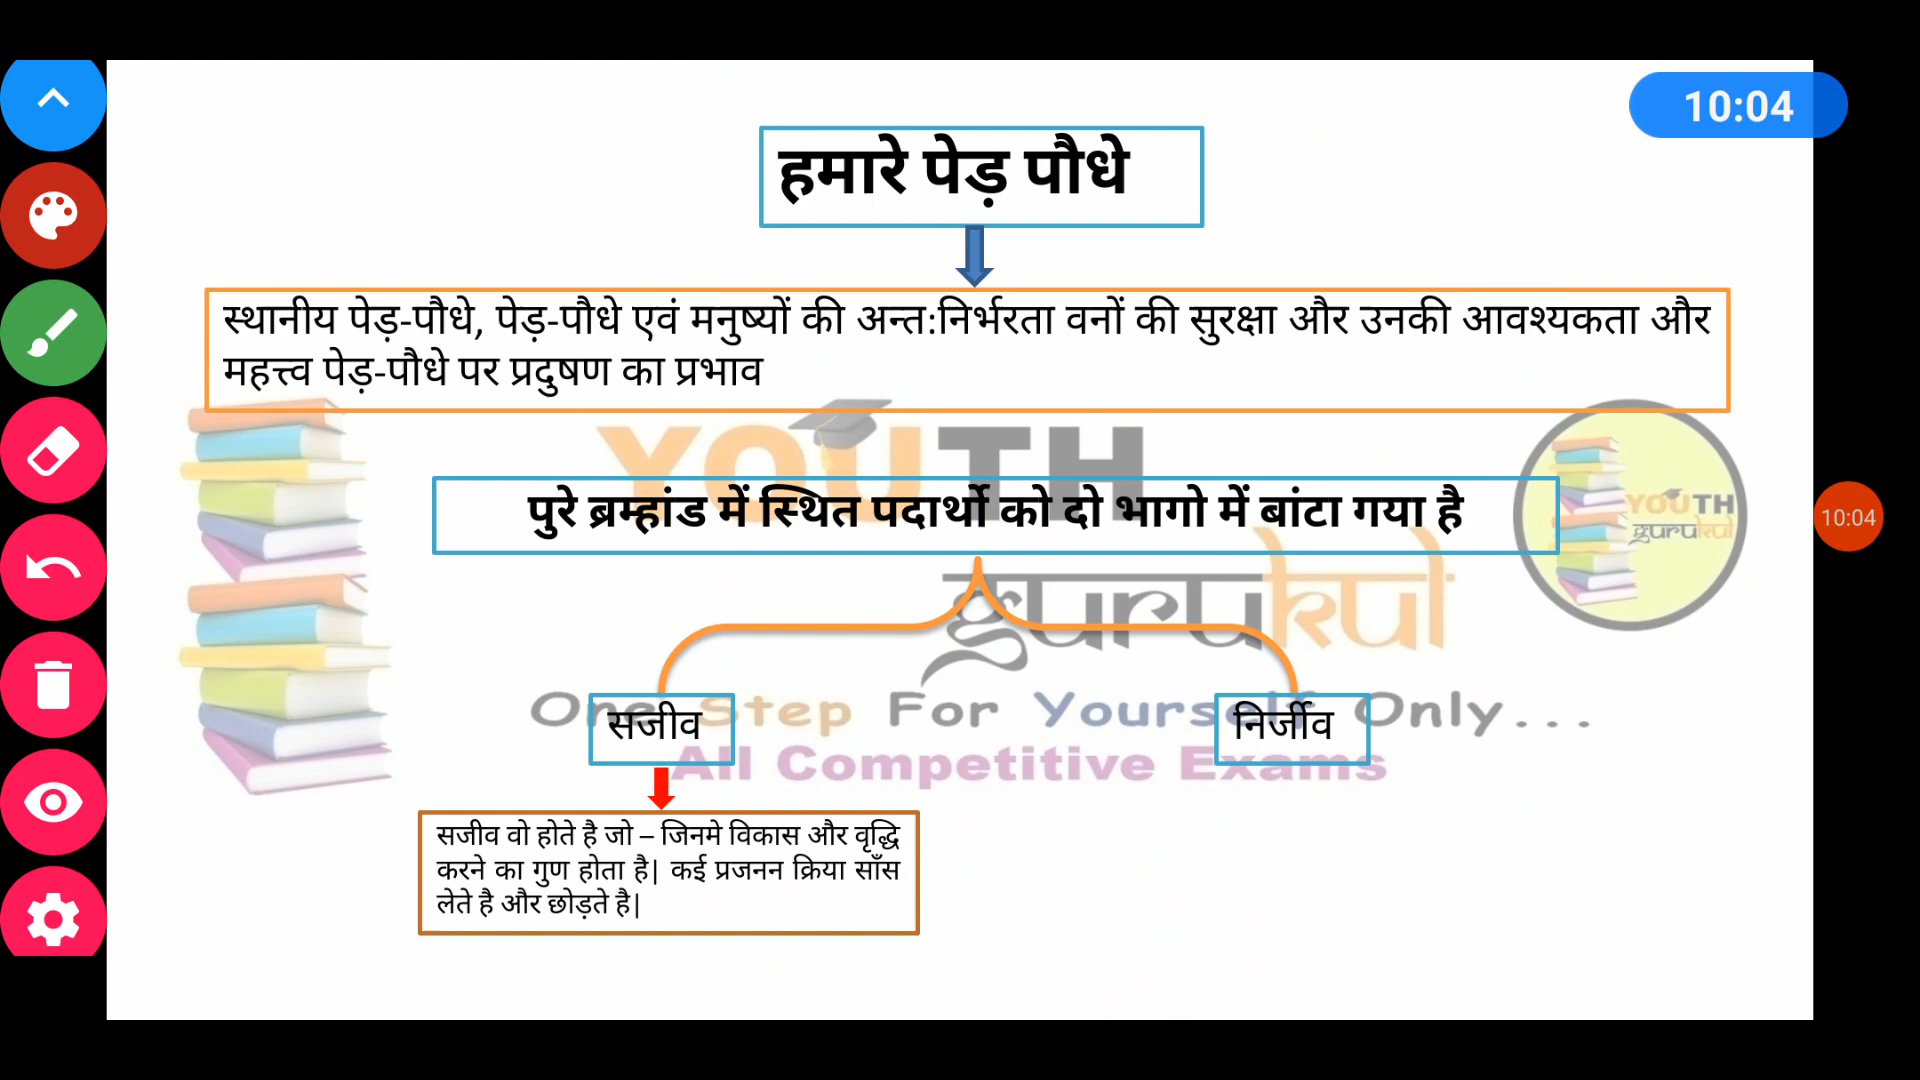 10:04
हमारे पेड़ पौधे
स्थानीय पेड़-पौधे, पेड़-पौधे एवं मनुष्यों की अन्त:निर्भरता वनों की सुरक्षा और उनकी आवश्यकता और
महत्त्व पेड़-पौधे पर प्रदुषण का प्रभाव
YOUTH
पुरे ब्रम्हांड में स्थित पदार्थो को दो भागो में बांटा गया है
YOUTH
gurukul
10:04
gurukul
One Step For Yourself Only...
सजीव
निर्जीव
All Competitive Exams
सजीव वो होते है जो – जिनमे विकास और वृद्धि
करने का गुण होता है| कई प्रजनन क्रिया साँस
लेते है और छोड़ते है|